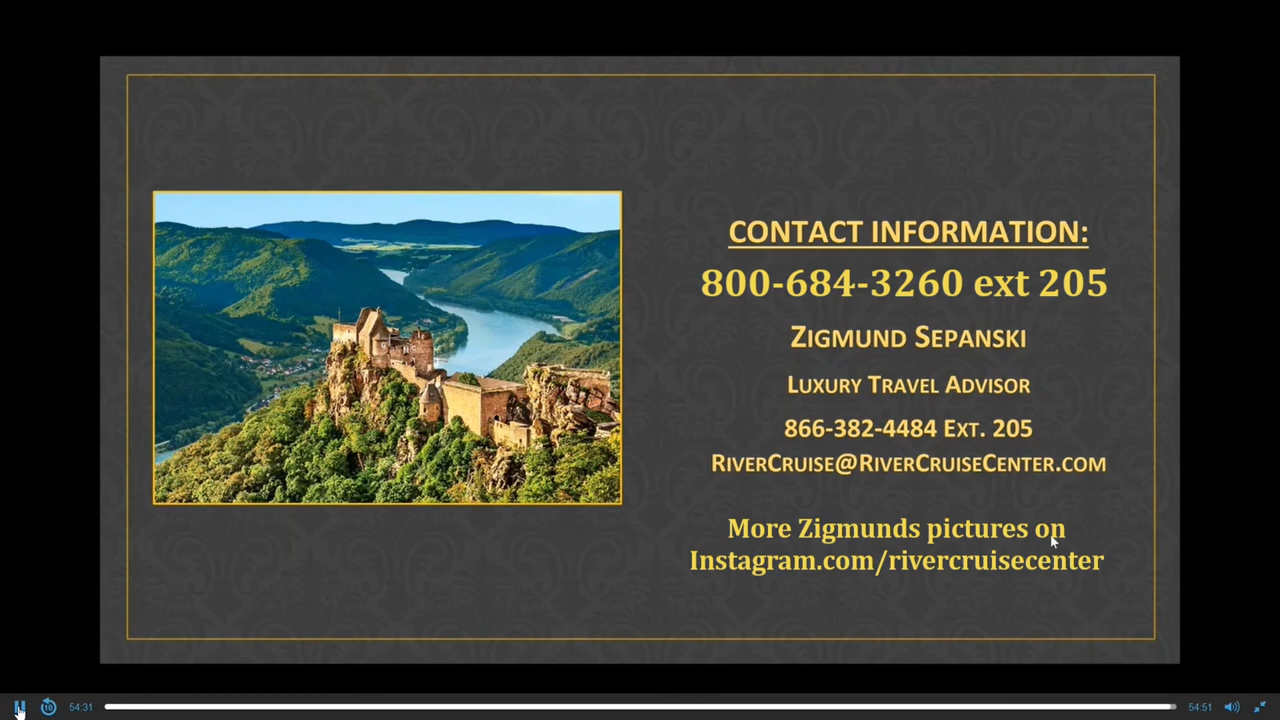 CONTACT INFORMATION:
800-684-3260 ext 205
ZIGMUND SEPANSKI
LUXURY TRAVEL ADVISOR
866-382-4484 EXT. 205
RIVERCRUISE@RIVERCRUISECENTER.COM
More Zigmunds pictures on
Instagram.com/rivercruisecenter
10
54:31
54:51